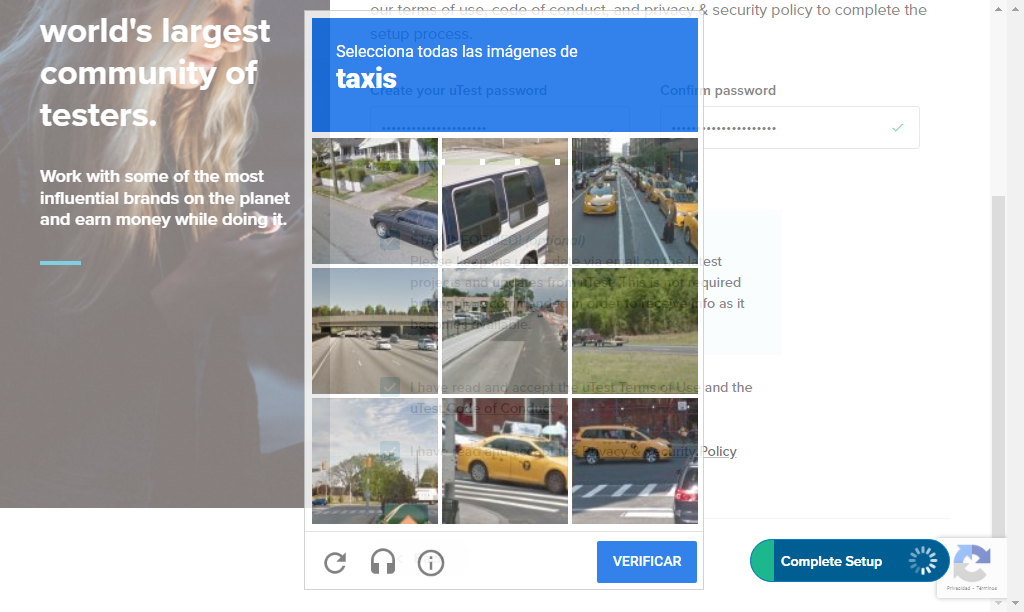 world's largest
community of
testers.
Work with some of the most
influential brands on the planet
and earn money while doing it.
our terms of use, code of conduct, and privacy & security policy to complete the
setup process.
Create your uTest password
Confirm password
Selecciona todas las imágenes de
taxis
STAY INFORMED! (optional)
Please keep me up to date via email on the latest
projects and updates from uTest. This is not required
info as it
I have read and accept the uTest Terms of Use and the
uTest Code of Conduct
I have read and accept the Privacy & Security Policy
VERIFICAR
Complete Setup
Privacidad - Términos